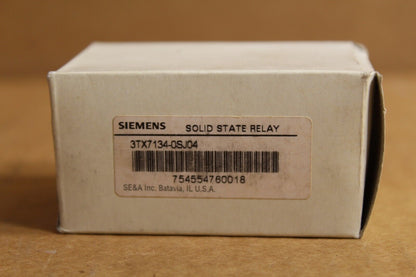 SIEMENS SOLID STATE RELAY
3TX7134-0SJ04
754554760018
SE&A Inc. Batavia, IL U.S.A.